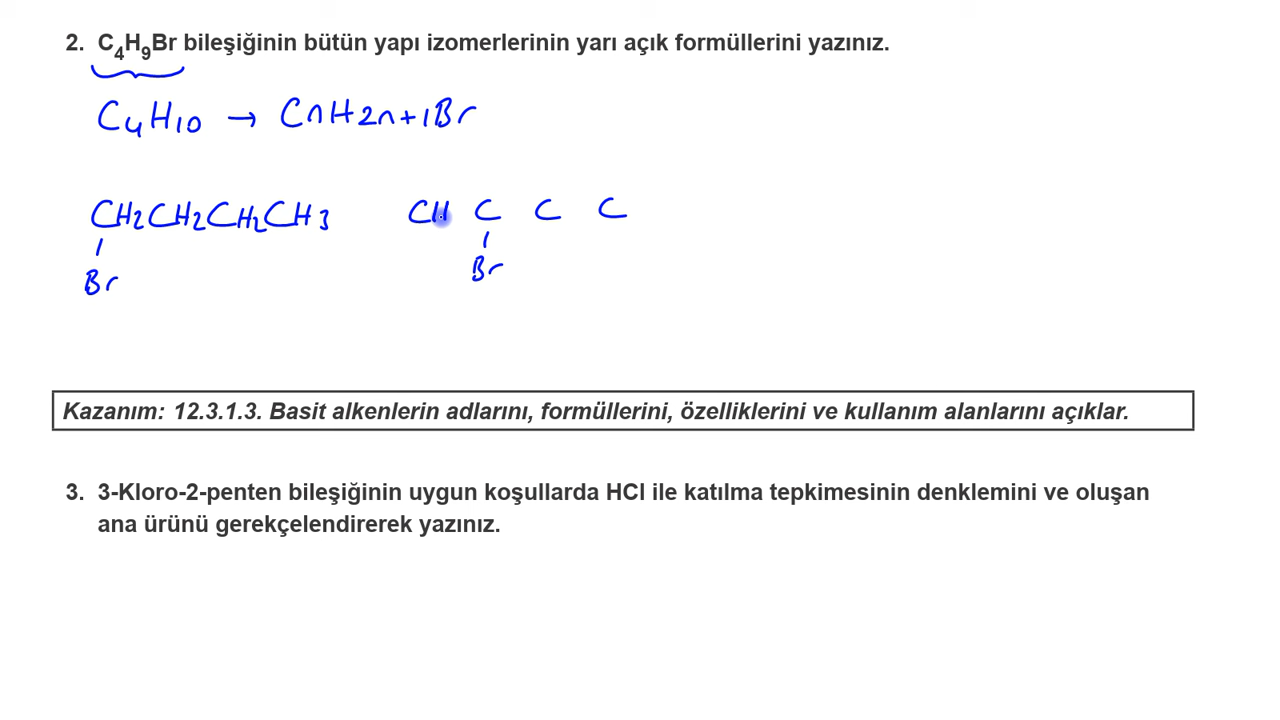 2. C4H9Br bileşiğinin bütün yapı izomerlerinin yarı açık formüllerini yazınız.
C4H10 → CnH2n+1Br
CH2CH2CH2CH3 CH C C C
Br Br
Kazanım: 12.3.1.3. Basit alkenlerin adlarını, formüllerini, özelliklerini ve kullanım alanlarını açıklar.
3. 3-Kloro-2-penten bileşiğinin uygun koşullarda HCl ile katılma tepkimesinin denklemini ve oluşan
ana ürünü gerekçelendirerek yazınız.